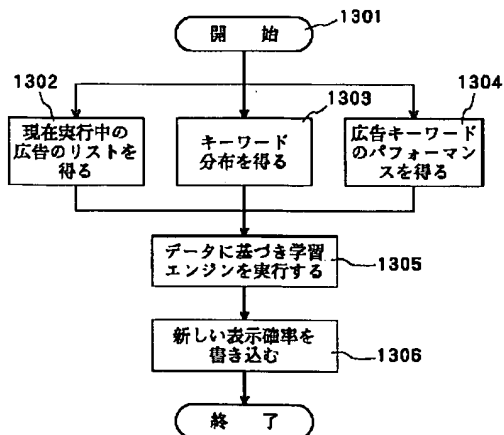 開 始
1301
1302
1303
1304
現在実行中の
広告のリストを
得る
キーワード
分布を得る
広告キーワード
のパフォーマン
スを得る
データに基づき学習
エンジンを実行する
1305
新しい表示確率を
書き込む
1306
終 了